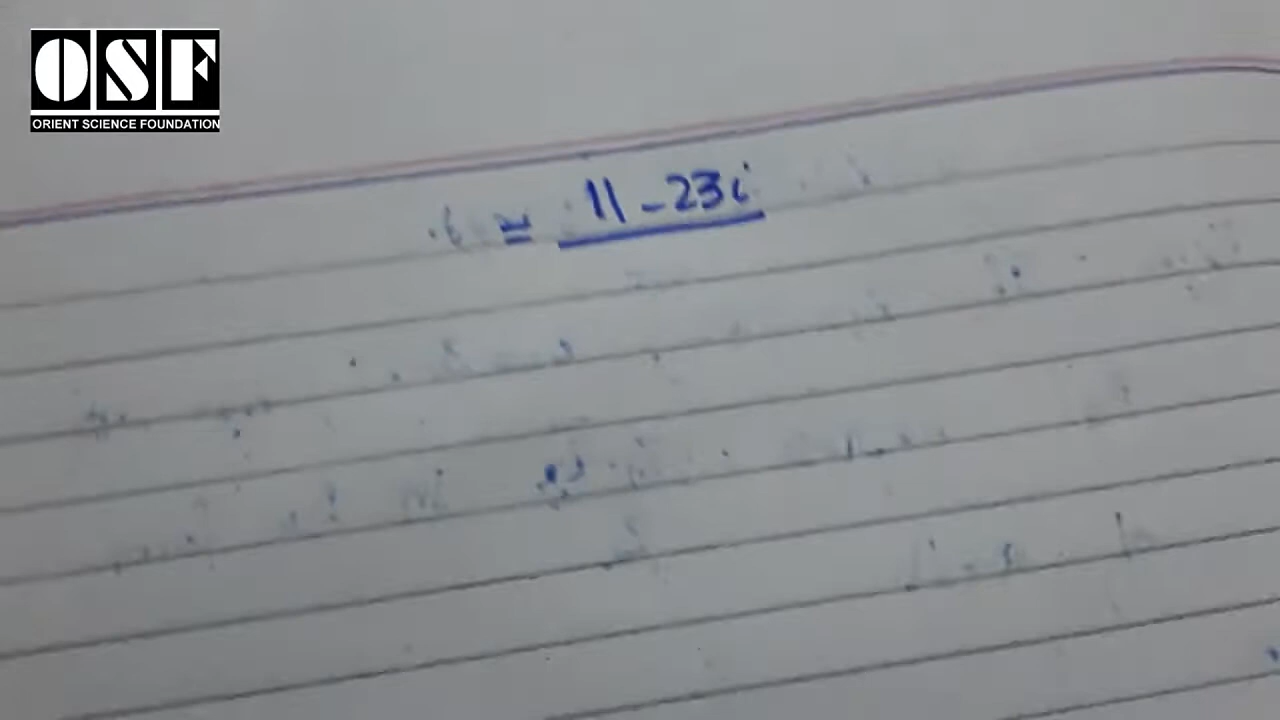 OSF
ORIENT SCIENCE FOUNDATION
= 11 - 23i